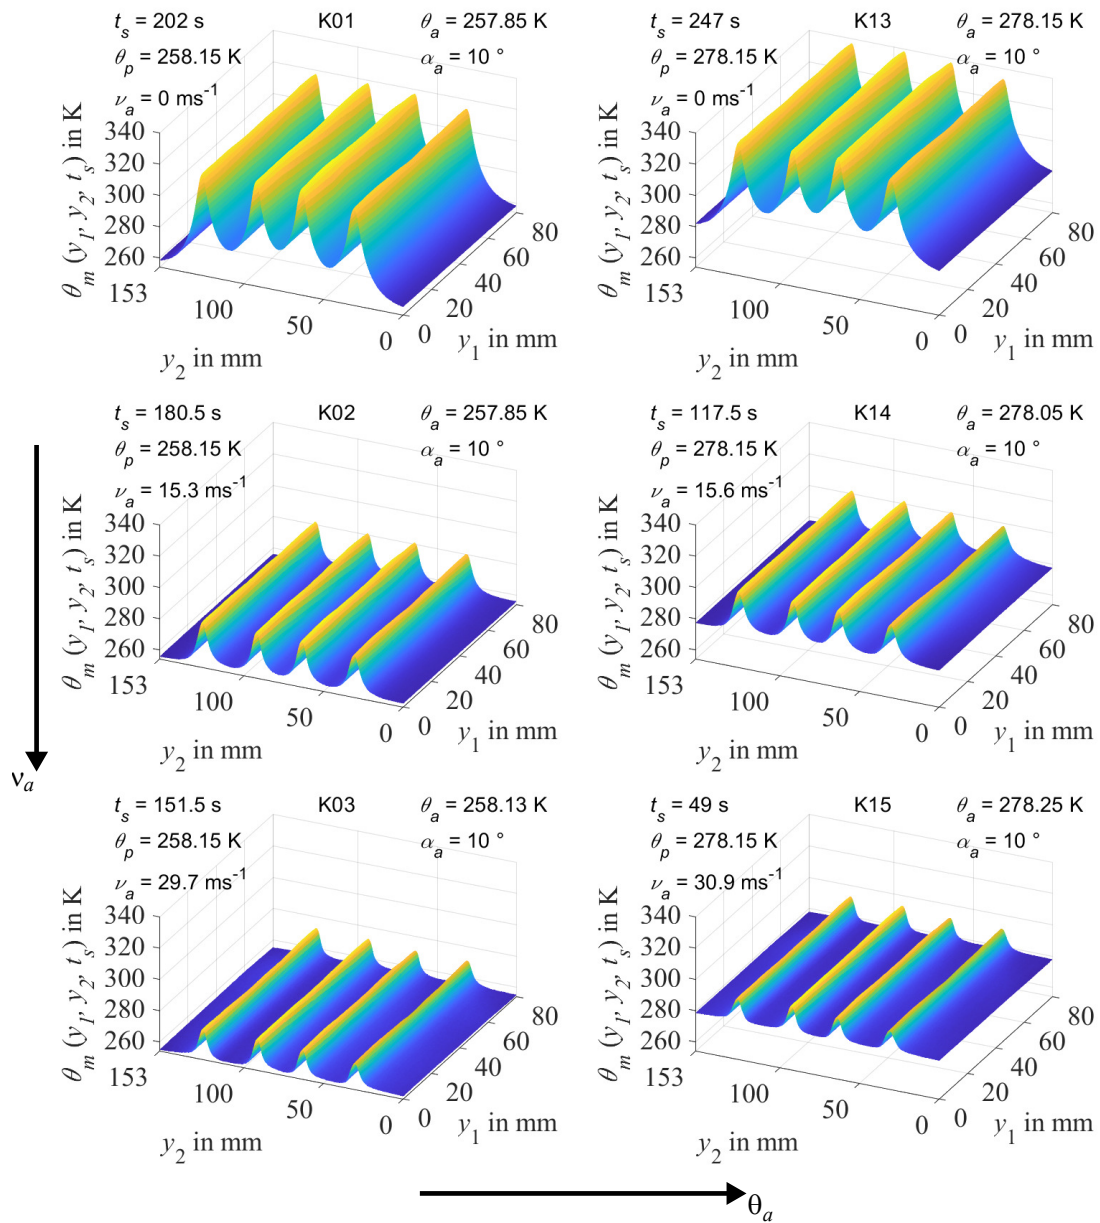 t_s = 202 s K01 θ_a = 257.85 K
θ_p = 258.15 K α_a = 10 °
ν_a = 0 ms⁻¹
θ_m (y_1, y_2, t_s) in K
340
320
300
280
260
153
100
50
0
y_2 in mm
0
20
40
60
80
y_1 in mm
t_s = 247 s K13 θ_a = 278.15 K
θ_p = 278.15 K α_a = 10 °
ν_a = 0 ms⁻¹
θ_m (y_1, y_2, t_s) in K
340
320
300
280
260
153
100
50
0
y_2 in mm
0
20
40
60
80
y_1 in mm
t_s = 180.5 s K02 θ_a = 257.85 K
θ_p = 258.15 K α_a = 10 °
ν_a = 15.3 ms⁻¹
θ_m (y_1, y_2, t_s) in K
340
320
300
280
260
153
100
50
0
y_2 in mm
0
20
40
60
80
y_1 in mm
t_s = 117.5 s K14 θ_a = 278.05 K
θ_p = 278.15 K α_a = 10 °
ν_a = 15.6 ms⁻¹
θ_m (y_1, y_2, t_s) in K
340
320
300
280
260
153
100
50
0
y_2 in mm
0
20
40
60
80
y_1 in mm
ν_a
t_s = 151.5 s K03 θ_a = 258.13 K
θ_p = 258.15 K α_a = 10 °
ν_a = 29.7 ms⁻¹
θ_m (y_1, y_2, t_s) in K
340
320
300
280
260
153
100
50
0
y_2 in mm
0
20
40
60
80
y_1 in mm
t_s = 49 s K15 θ_a = 278.25 K
θ_p = 278.15 K α_a = 10 °
ν_a = 30.9 ms⁻¹
θ_m (y_1, y_2, t_s) in K
340
320
300
280
260
153
100
50
0
y_2 in mm
0
20
40
60
80
y_1 in mm
θ_a